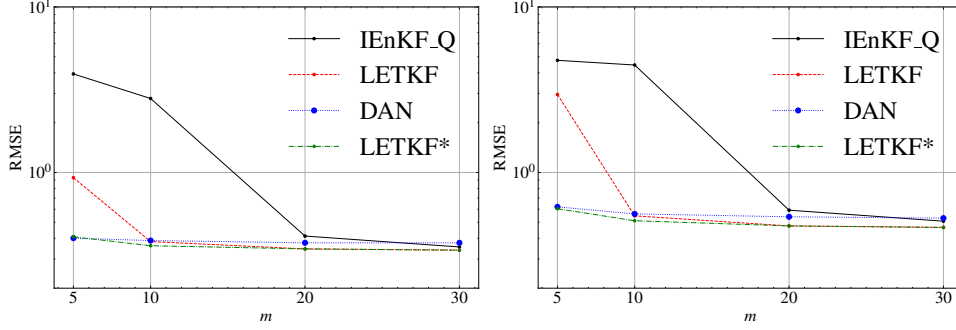 10¹
IEnKF_Q
LETKF
DAN
LETKF*
RMSE
10⁰
5
10
20
30
m
10¹
IEnKF_Q
LETKF
DAN
LETKF*
RMSE
10⁰
5
10
20
30
m